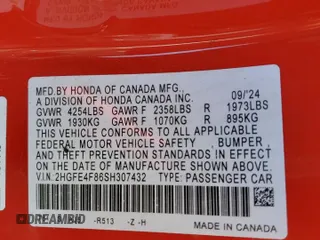 MFD.BY HONDA OF CANADA MFG.,
A DIVISION OF HONDA CANADA INC. 09/'24
GVWR 4254LBS GAWR F 2358LBS R 1973LBS
GVWR 1930KG GAWR F 1070KG R 895KG
THIS VEHICLE CONFORMS TO ALL APPLICABLE
FEDERAL MOTOR VEHICLE SAFETY , BUMPER
AND THEFT PREVENTION STANDARDS IN EFFECT
ON THE DATE OF MANUFACTURE SHOWN ABOVE.
V.I.N. 2HGFE4F86SH307432 TYPE PASSENGER CAR
-R513 -Z -H
MADE IN CANADA
DREAMBID